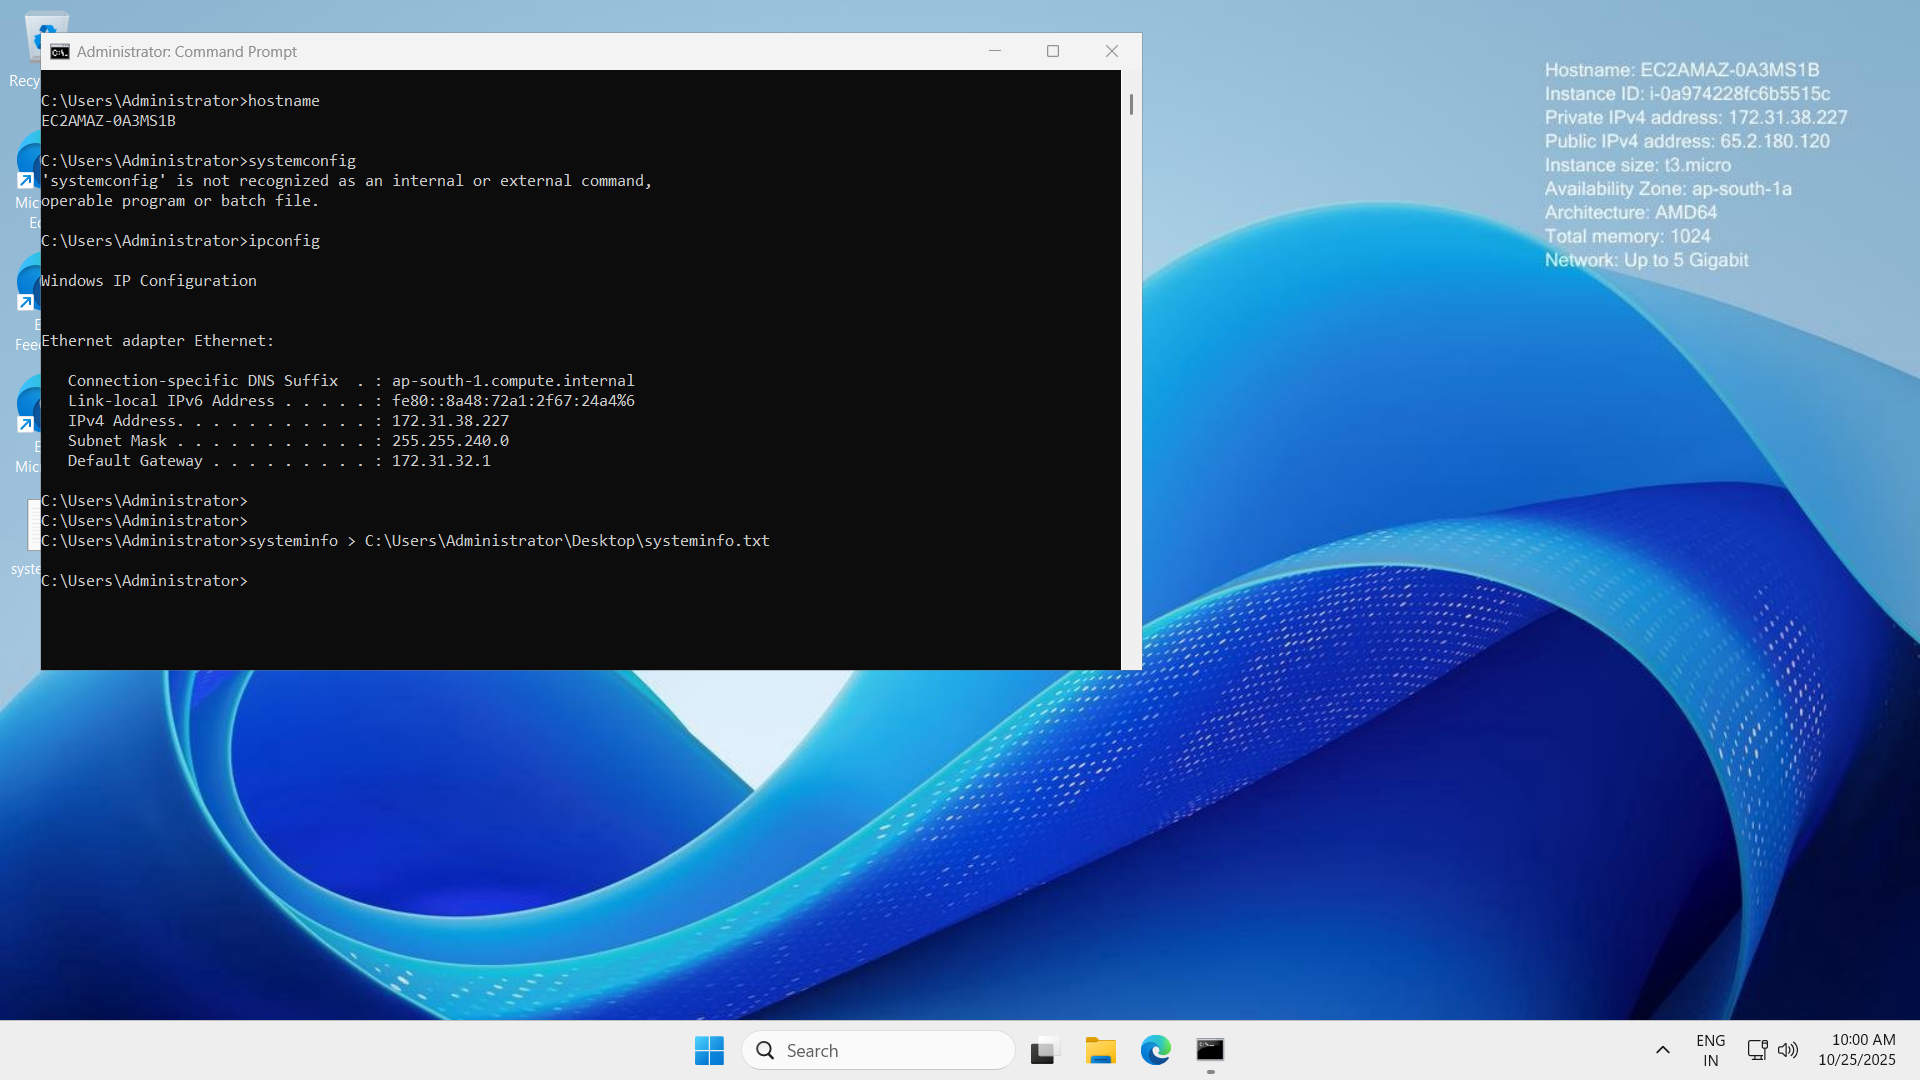 Recy
Mic
Ec
E
Fee
E
Mic
syste
Administrator: Command Prompt
C:\Users\Administrator>hostname
EC2AMAZ-0A3MS1B
C:\Users\Administrator>systemconfig
'systemconfig' is not recognized as an internal or external command,
operable program or batch file.
C:\Users\Administrator>ipconfig
Windows IP Configuration
Ethernet adapter Ethernet:
Connection-specific DNS Suffix  . : ap-south-1.compute.internal
Link-local IPv6 Address . . . . . : fe80::8a48:72a1:2f67:24a4%6
IPv4 Address. . . . . . . . . . . : 172.31.38.227
Subnet Mask . . . . . . . . . . . : 255.255.240.0
Default Gateway . . . . . . . . . : 172.31.32.1
C:\Users\Administrator>
C:\Users\Administrator>
C:\Users\Administrator>systeminfo > C:\Users\Administrator\Desktop\systeminfo.txt
C:\Users\Administrator>
Hostname: EC2AMAZ-0A3MS1B
Instance ID: i-0a974228fc6b5515c
Private IPv4 address: 172.31.38.227
Public IPv4 address: 65.2.180.120
Instance size: t3.micro
Availability Zone: ap-south-1a
Architecture: AMD64
Total memory: 1024
Network: Up to 5 Gigabit
Search
ENG
IN
10:00 AM
10/25/2025